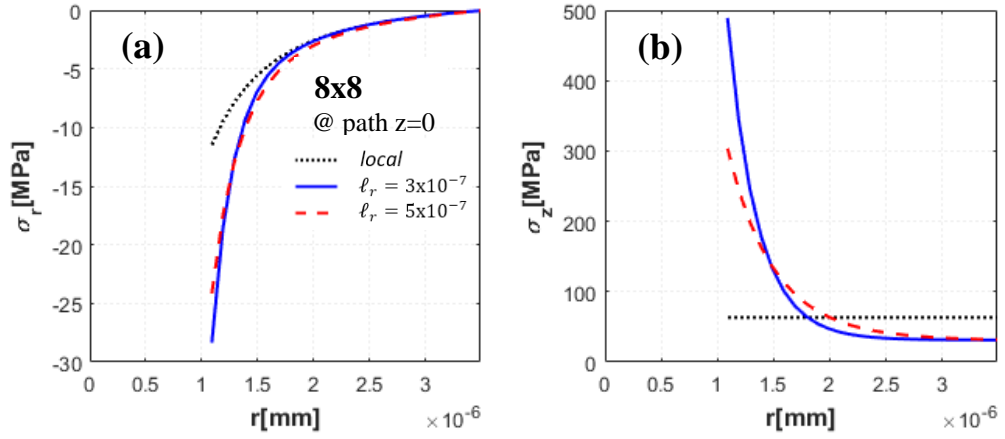 (a)
8x8
@ path z=0
local
ℓr = 3x10⁻⁷
ℓr = 5x10⁻⁷
σr[MPa]
0
-5
-10
-15
-20
-25
-30
0 0.5 1 1.5 2 2.5 3
r[mm] ×10⁻⁶
(b)
σz[MPa]
500
400
300
200
100
0
0 0.5 1 1.5 2 2.5 3
r[mm] ×10⁻⁶